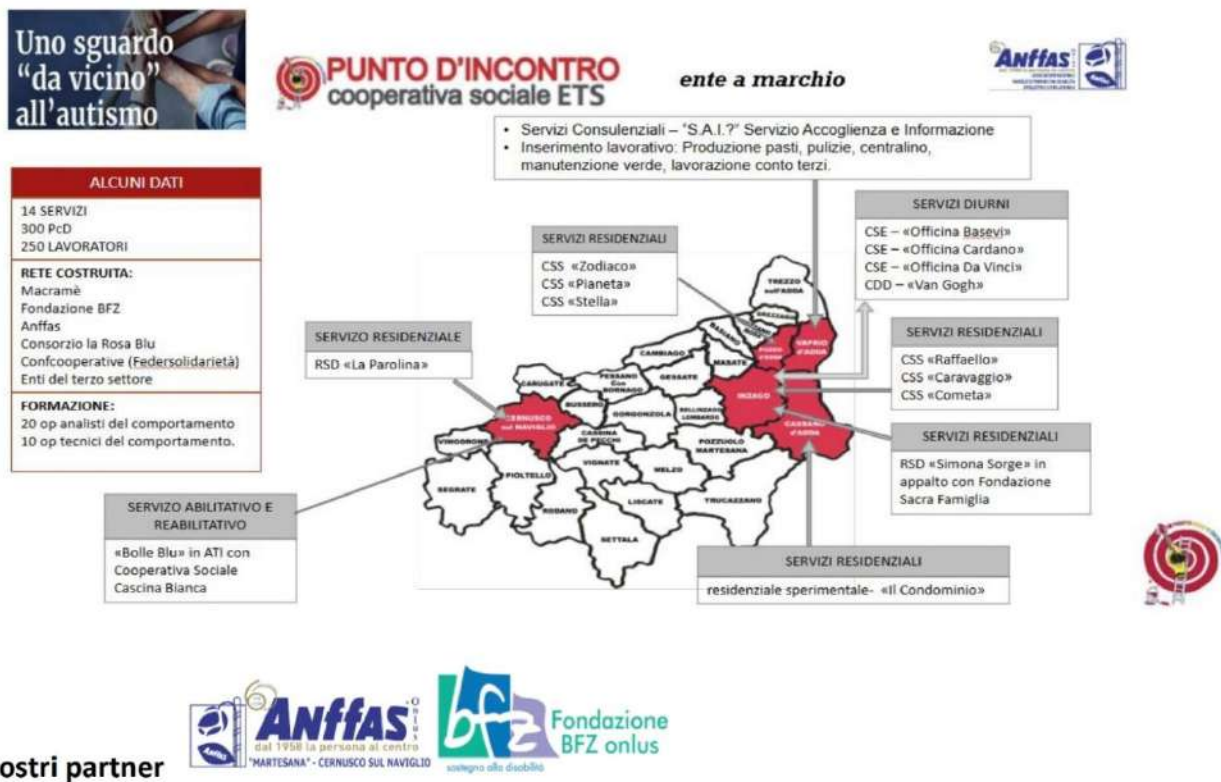 Uno sguardo
“da vicino”
all'autismo
PUNTO D'INCONTRO
cooperativa sociale ETS
ente a marchio
Anffas
• Servizi Consulenziali – “S.A.I.?” Servizio Accoglienza e Informazione
• Inserimento lavorativo: Produzione pasti, pulizie, centralino,
manutenzione verde, lavorazione conto terzi.
ALCUNI DATI
14 SERVIZI
300 PcD
250 LAVORATORI
RETE COSTRUITA:
Macramè
Fondazione BFZ
Anffas
Consorzio la Rosa Blu
Confcooperative (Federsolidarietà)
Enti del terzo settore
FORMAZIONE:
20 op analisti del comportamento
10 op tecnici del comportamento.
SERVIZI RESIDENZIALI
CSS «Zodiaco»
CSS «Pianeta»
CSS «Stella»
SERVIZI DIURNI
CSE – «Officina Basevi»
CSE – «Officina Cardano»
CSE – «Officina Da Vinci»
CDD – «Van Gogh»
SERVIZO RESIDENZIALE
RSD «La Parolina»
SERVIZI RESIDENZIALI
CSS «Raffaello»
CSS «Caravaggio»
CSS «Cometa»
SERVIZI RESIDENZIALI
RSD «Simona Sorge» in
appalto con Fondazione
Sacra Famiglia
SERVIZO ABILITATIVO E
REABILITATIVO
«Bolle Blu» in ATI con
Cooperativa Sociale
Cascina Bianca
SERVIZI RESIDENZIALI
residenziale sperimentale- «Il Condominio»
TREZZO
sull'ADDA
VAPRIO
d'ADDA
CAMBIAGO
MASATE
GESSATE
INZAGO
PESSANO
Con
BORNAGO
CARUGATE
BUSSERO
CERNUSCO
sul NAVIGLIO
GORGONZOLA
BELLINZAGO
LOMBARDO
CASSANO
d'ADDA
CASSINA
DE PECCHI
VIMODRONE
POZZUOLO
MARTESANA
VIGNATE
MELZO
PIOLTELLO
SEGRATE
LISCATE
TRUCAZZANO
RODANO
SETTALA
Anffas Onlus
dal 1958 la persona al centro
"MARTESANA" - CERNUSCO SUL NAVIGLIO
bfz
Fondazione
BFZ onlus
sostegno alla disabilità
ostri partner